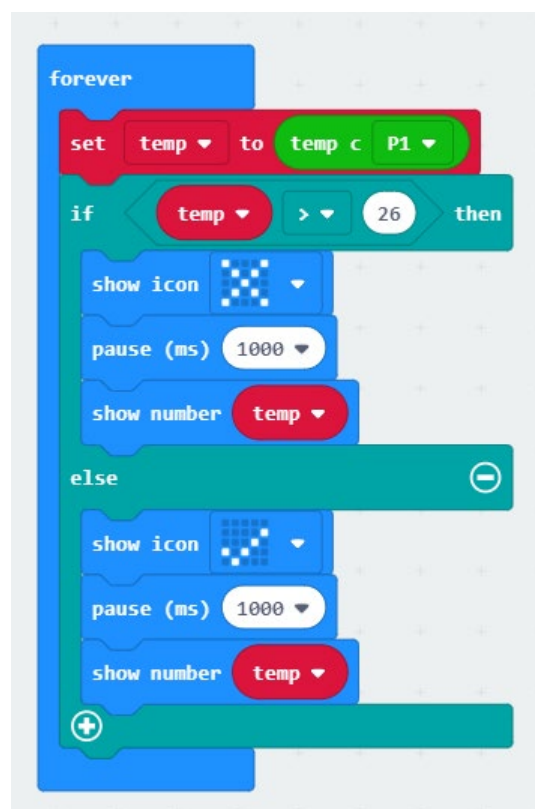 forever
set temp to temp c P1
if temp > 26 then
show icon
pause (ms) 1000
show number temp
else
show icon
pause (ms) 1000
show number temp